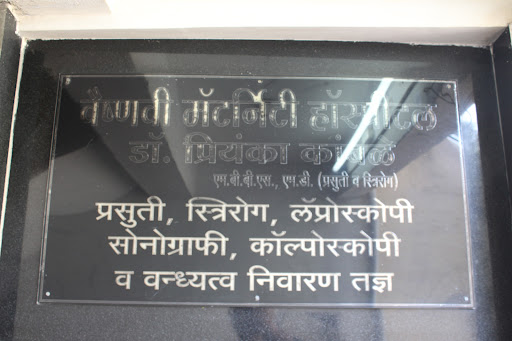 वैष्णवी मॅटर्निटी हॉस्पीटल
डॉ. प्रियंका कांबळे
एम.बी.बी.एस., एम.डी. (प्रसुती व स्त्रिरोग)
प्रसुती, स्त्रिरोग, लॅप्रोस्कोपी
सोनोग्राफी, कॉल्पोस्कोपी
व वन्ध्यत्व निवारण तज्ञ